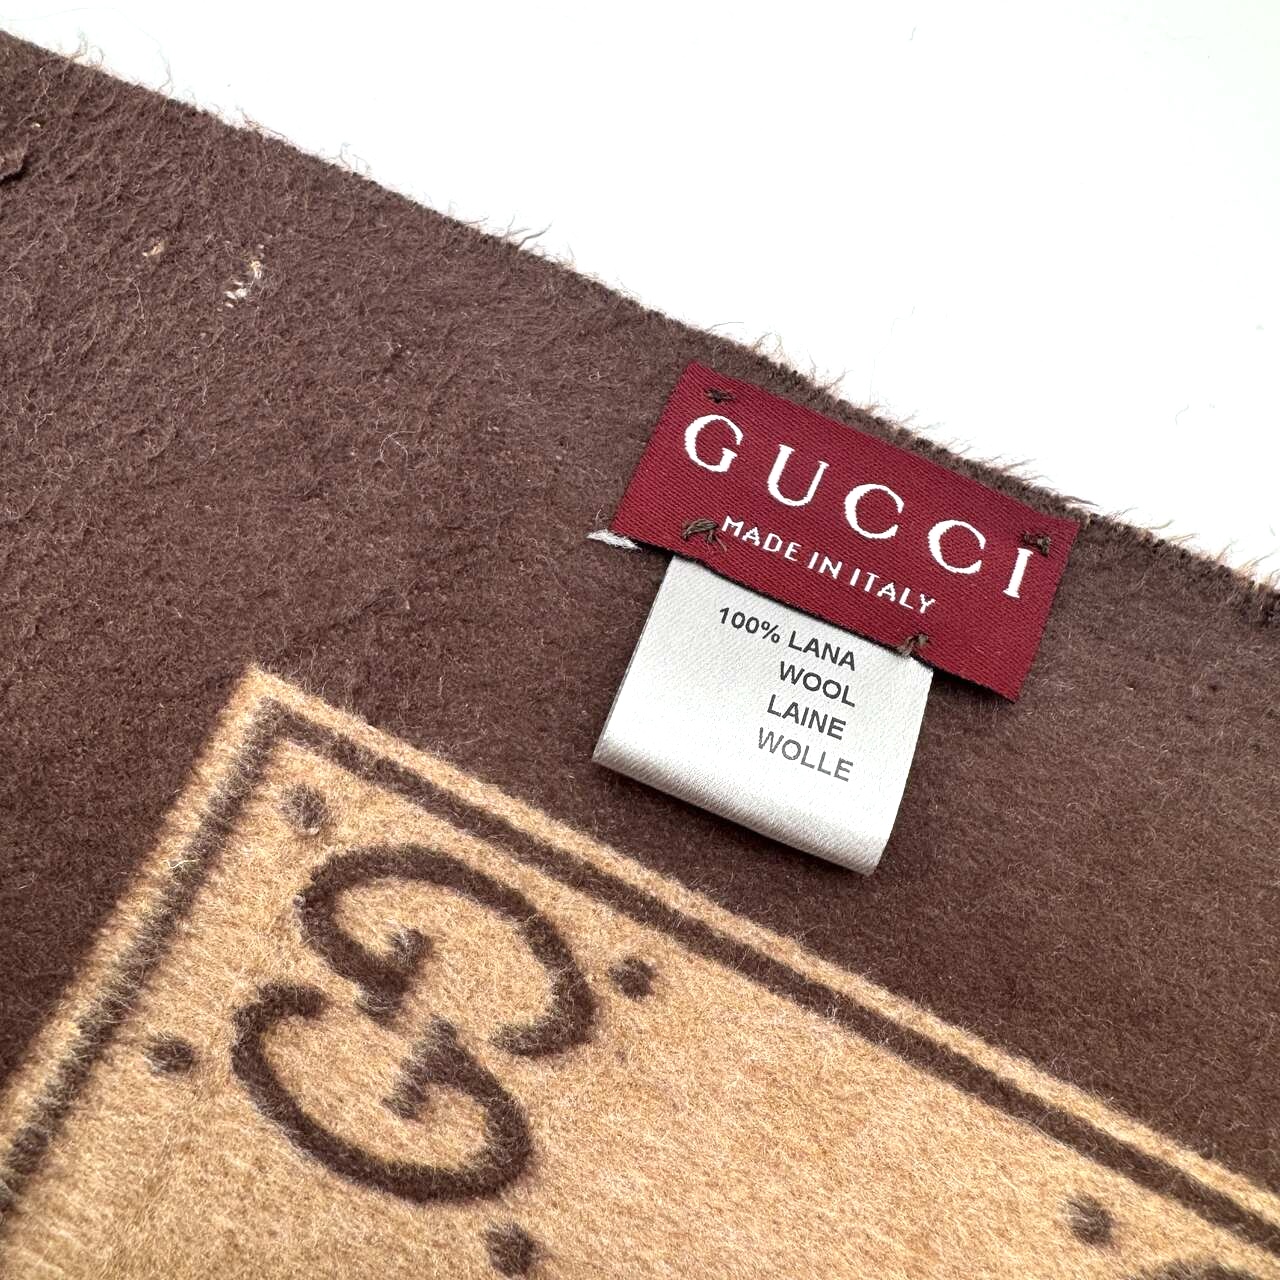 GUCCI
MADE IN ITALY
100% LANA
WOOL
LAINE
WOLLE